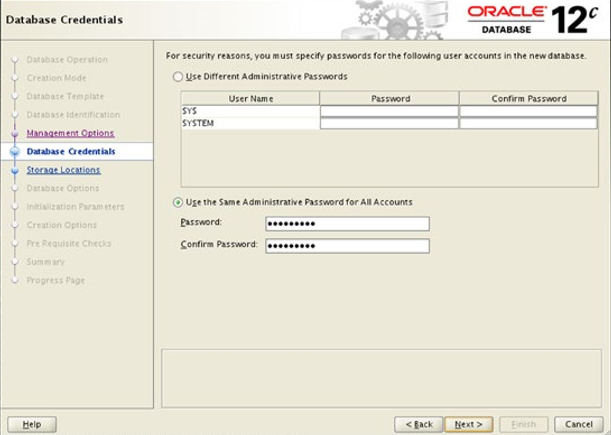 Database Credentials
ORACLE
DATABASE
12c
Database Operation
Creation Mode
Database Template
Database Identification
Management Options
Database Credentials
Storage Locations
Database Options
Initialization Parameters
Creation Options
Pre Requisite Checks
Summary
Progress Page
For security reasons, you must specify passwords for the following user accounts in the new database.
Use Different Administrative Passwords
User Name Password Confirm Password
SYS
SYSTEM
Use the Same Administrative Password for All Accounts
Password: •••••••••
Confirm Password: •••••••••
Help < Back Next > Finish Cancel